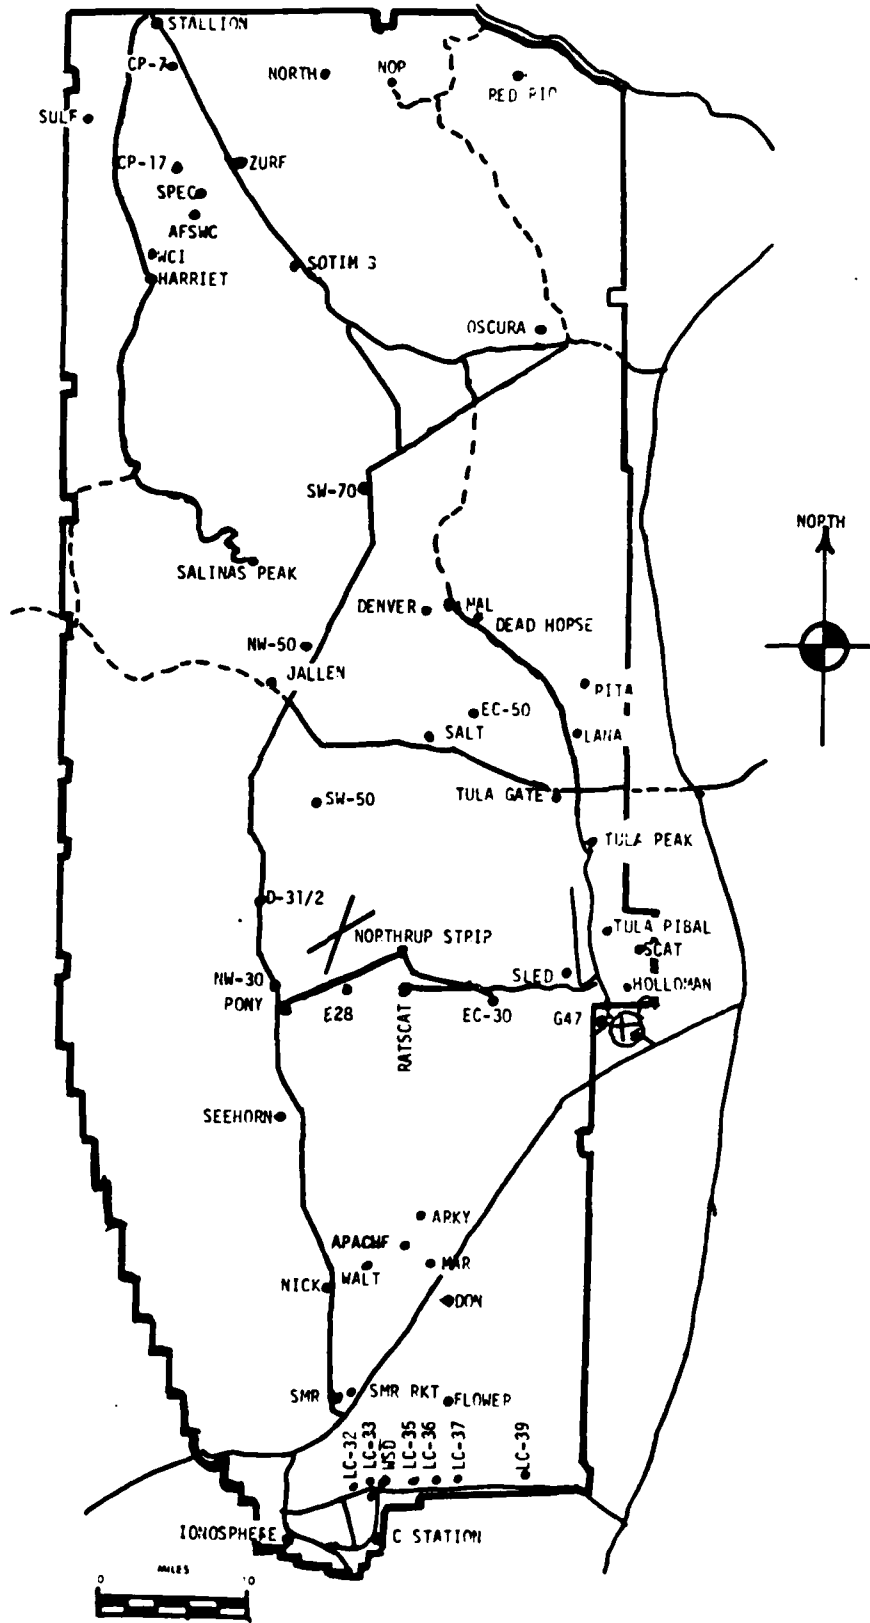 STALLION
CP-7
NORTH
NOP
RED RIO
SULF
CP-17
ZURF
SPEC
AFSWC
WCI
HARRIET
SOTIM 3
OSCURA
SW-70
NORTH
SALINAS PEAK
DENVER
MAL
DEAD HORSE
NW-50
JALLEN
PITA
EC-50
SALT
LANA
SW-50
TULA GATE
TULA PEAK
D-31/2
NORTHRUP STRIP
TULA PIBAL
SCAT
NW-30
SLED
HOLLOMAN
PONY
E28
RATSCAT
EC-30
G47
SEEHORN
ARKY
APACHE
WALT
MAR
NICK
DON
SMR
SMR RKT
FLOWER
LC-32
LC-33
WSD
LC-35
LC-36
LC-37
LC-39
IONOSPHERE
C STATION
MILES
0 10